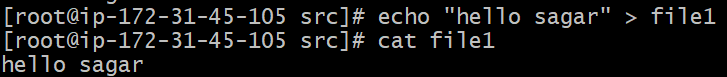 [root@ip-172-31-45-105 src]# echo "hello sagar" > file1
[root@ip-172-31-45-105 src]# cat file1
hello sagar